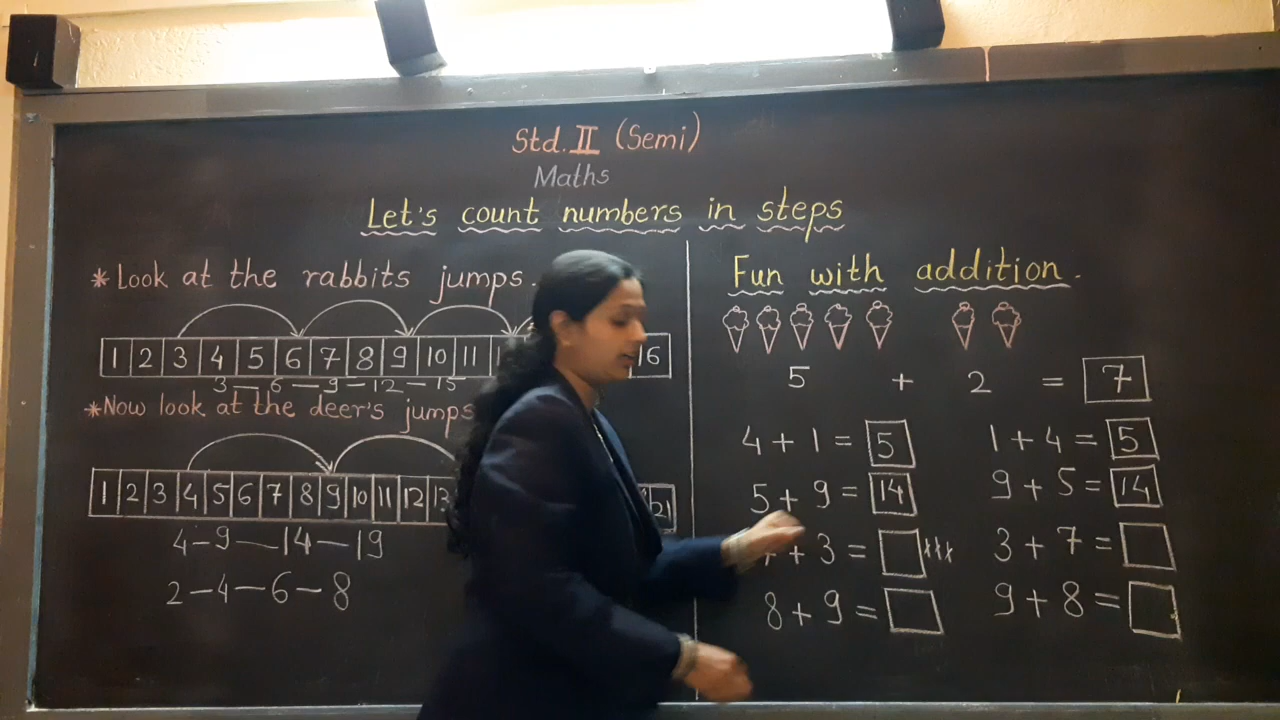 Std. II (Semi)
Maths
Let's count numbers in steps
* Look at the rabbits jumps.
1 2 3 4 5 6 7 8 9 10 11 1 6
3 — 6 — 9 — 12 — 15
* Now look at the deer's jumps
1 2 3 4 5 6 7 8 9 10 11 12 13 21
4 - 9 — 14 — 19
2 — 4 — 6 — 8
Fun with addition.
5 + 2 = 7
4 + 1 = 5 1 + 4 = 5
5 + 9 = 14 9 + 5 = 14
+ 3 = 3 + 7 =
8 + 9 = 9 + 8 =